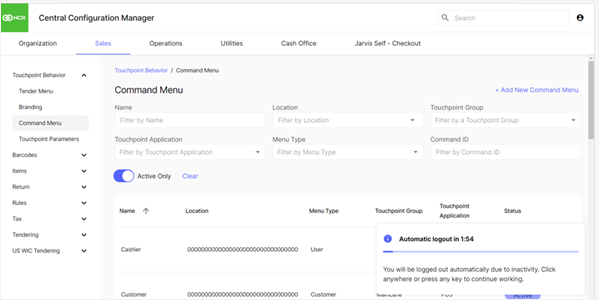 NCR
Central Configuration Manager
Search
Organization
Sales
Operations
Utilities
Cash Office
Jarvis Self - Checkout
Touchpoint Behavior
Tender Menu
Branding
Command Menu
Touchpoint Parameters
Barcodes
Items
Return
Rules
Tax
Tendering
US WIC Tendering
Touchpoint Behavior / Command Menu
Command Menu
+ Add New Command Menu
Name
Location
Touchpoint Group
Filter by Name
Filter by Location
Filter by a Touchpoint Group
Touchpoint Application
Menu Type
Command ID
Filter by Touchpoint Application
Filter by Menu Type
Filter by Command ID
Active Only
Clear
Name
Location
Menu Type
Touchpoint Group
Touchpoint Application
Status
Cashier
User
Automatic logout in 1:54
You will be logged out automatically due to inactivity. Click
anywhere or press any key to continue working.
Customer
Customer